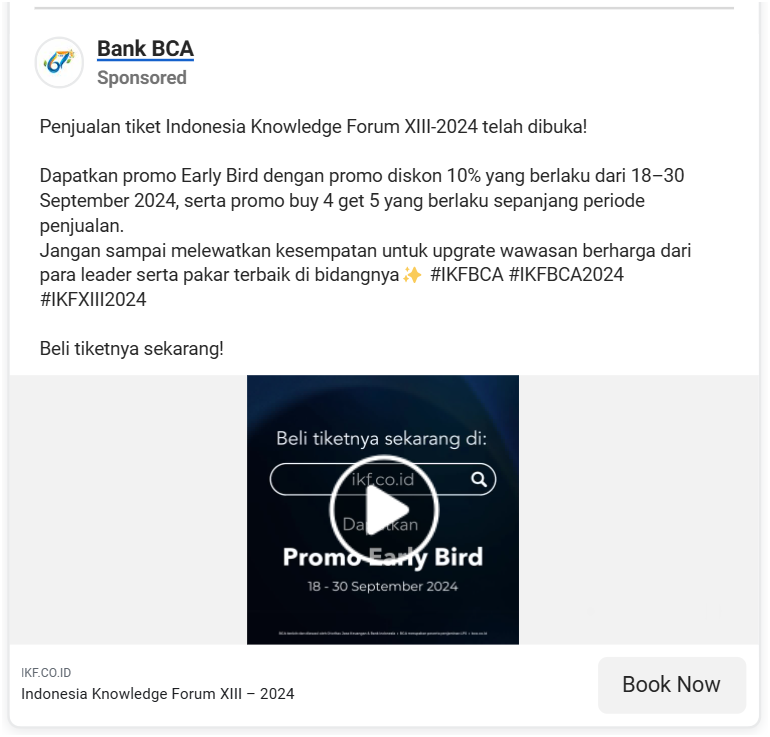 67
Bank BCA
Sponsored
Penjualan tiket Indonesia Knowledge Forum XIII-2024 telah dibuka!
Dapatkan promo Early Bird dengan promo diskon 10% yang berlaku dari 18–30
September 2024, serta promo buy 4 get 5 yang berlaku sepanjang periode
penjualan.
Jangan sampai melewatkan kesempatan untuk upgrate wawasan berharga dari
para leader serta pakar terbaik di bidangnya✨ #IKFBCA #IKFBCA2024
#IKFXIII2024
Beli tiketnya sekarang!
Beli tiketnya sekarang di:
ikf.co.id
Dapatkan
Promo Early Bird
18 - 30 September 2024
IKF.CO.ID
Indonesia Knowledge Forum XIII – 2024
Book Now